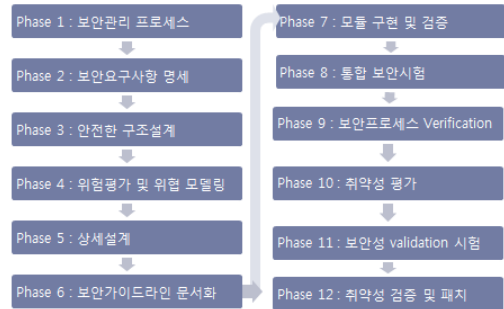 Phase 1 : 보안관리 프로세스
Phase 2 : 보안요구사항 명세
Phase 3 : 안전한 구조설계
Phase 4 : 위험평가 및 위협 모델링
Phase 5 : 상세설계
Phase 6 : 보안가이드라인 문서화
Phase 7 : 모듈 구현 및 검증
Phase 8 : 통합 보안시험
Phase 9 : 보안프로세스 Verification
Phase 10 : 취약성 평가
Phase 11 : 보안성 validation 시험
Phase 12 : 취약성 검증 및 패치